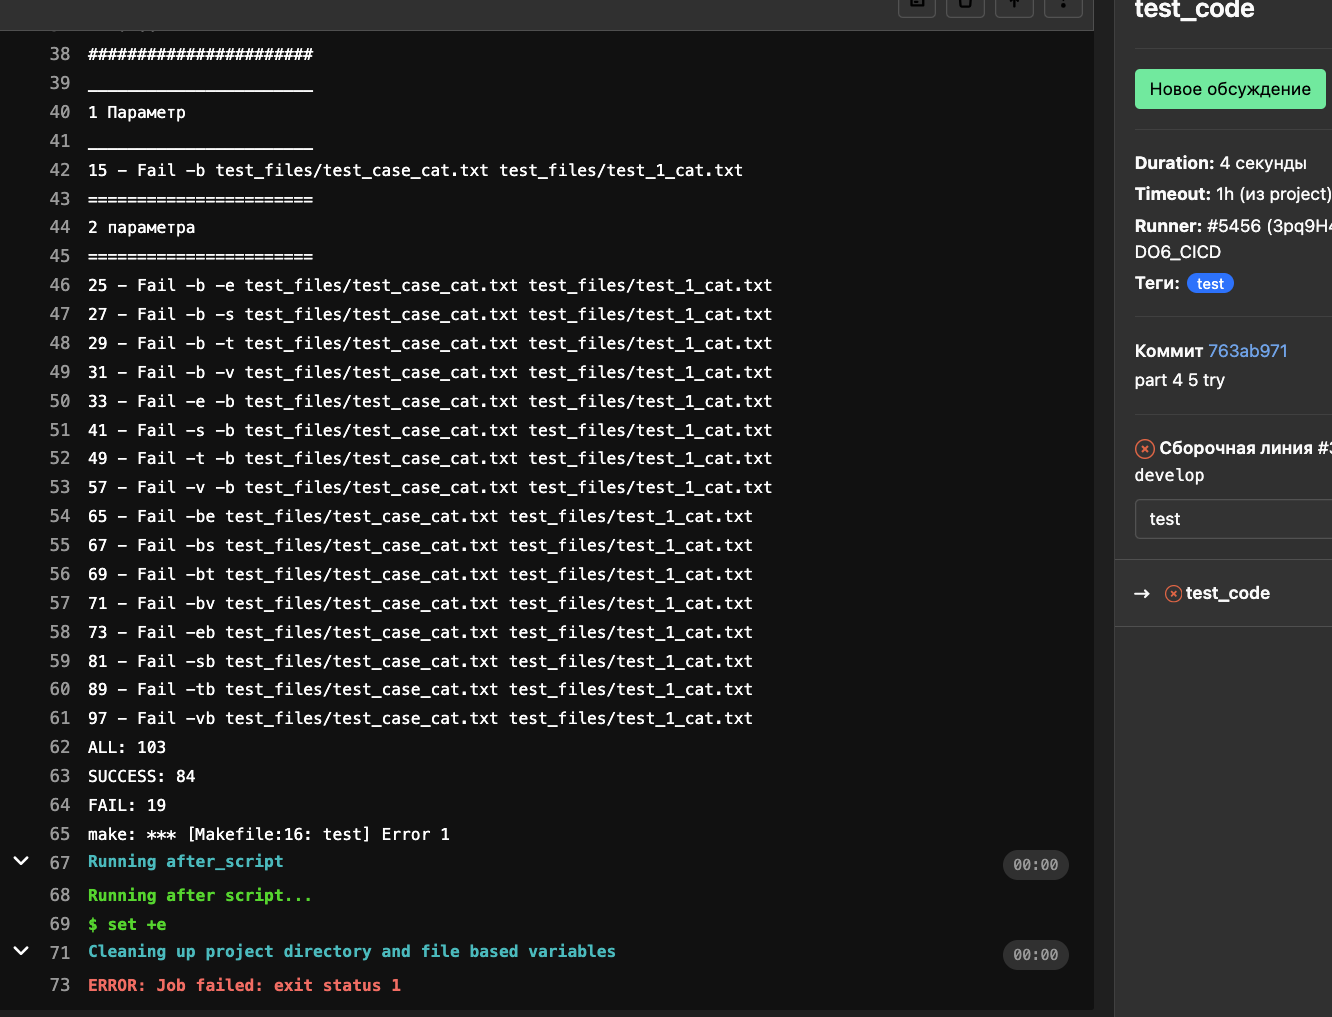 38 #######################
39 _______________________
40 1 Параметр
41 _______________________
42 15 - Fail -b test_files/test_case_cat.txt test_files/test_1_cat.txt
43 =======================
44 2 параметра
45 =======================
46 25 - Fail -b -e test_files/test_case_cat.txt test_files/test_1_cat.txt
47 27 - Fail -b -s test_files/test_case_cat.txt test_files/test_1_cat.txt
48 29 - Fail -b -t test_files/test_case_cat.txt test_files/test_1_cat.txt
49 31 - Fail -b -v test_files/test_case_cat.txt test_files/test_1_cat.txt
50 33 - Fail -e -b test_files/test_case_cat.txt test_files/test_1_cat.txt
51 41 - Fail -s -b test_files/test_case_cat.txt test_files/test_1_cat.txt
52 49 - Fail -t -b test_files/test_case_cat.txt test_files/test_1_cat.txt
53 57 - Fail -v -b test_files/test_case_cat.txt test_files/test_1_cat.txt
54 65 - Fail -be test_files/test_case_cat.txt test_files/test_1_cat.txt
55 67 - Fail -bs test_files/test_case_cat.txt test_files/test_1_cat.txt
56 69 - Fail -bt test_files/test_case_cat.txt test_files/test_1_cat.txt
57 71 - Fail -bv test_files/test_case_cat.txt test_files/test_1_cat.txt
58 73 - Fail -eb test_files/test_case_cat.txt test_files/test_1_cat.txt
59 81 - Fail -sb test_files/test_case_cat.txt test_files/test_1_cat.txt
60 89 - Fail -tb test_files/test_case_cat.txt test_files/test_1_cat.txt
61 97 - Fail -vb test_files/test_case_cat.txt test_files/test_1_cat.txt
62 ALL: 103
63 SUCCESS: 84
64 FAIL: 19
65 make: *** [Makefile:16: test] Error 1
67 Running after_script 00:00
68 Running after script...
69 $ set +e
71 Cleaning up project directory and file based variables 00:00
73 ERROR: Job failed: exit status 1
test_code
Новое обсуждение
Duration: 4 секунды
Timeout: 1h (из project)
Runner: #5456 (3pq9H4
DO6_CICD
Теги: test
Коммит 763ab971
part 4 5 try
Сборочная линия #3
develop
test
→ test_code